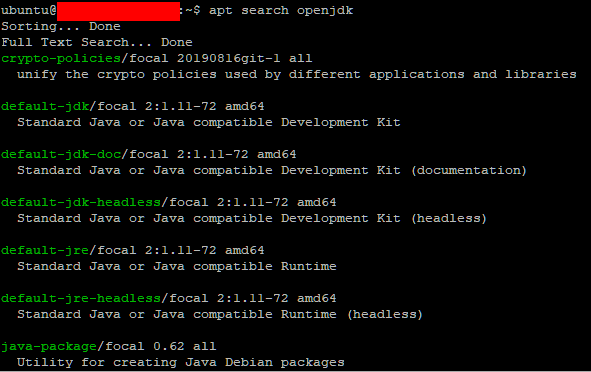 ubuntu@:~$ apt search openjdk
Sorting... Done
Full Text Search... Done
crypto-policies/focal 20190816git-1 all
unify the crypto policies used by different applications and libraries
default-jdk/focal 2:1.11-72 amd64
Standard Java or Java compatible Development Kit
default-jdk-doc/focal 2:1.11-72 amd64
Standard Java or Java compatible Development Kit (documentation)
default-jdk-headless/focal 2:1.11-72 amd64
Standard Java or Java compatible Development Kit (headless)
default-jre/focal 2:1.11-72 amd64
Standard Java or Java compatible Runtime
default-jre-headless/focal 2:1.11-72 amd64
Standard Java or Java compatible Runtime (headless)
java-package/focal 0.62 all
Utility for creating Java Debian packages